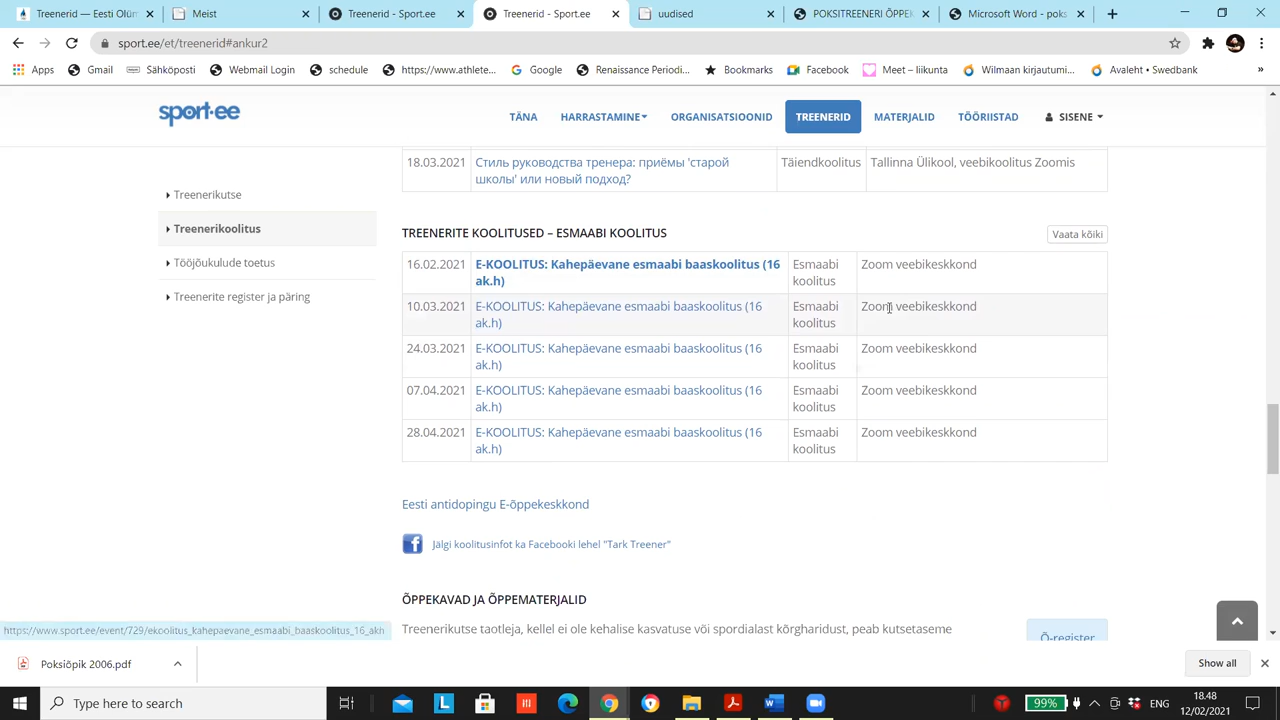 Teenused — Eesti Olüm
Meist
Treenerid - Sport.ee
Treenerid - Sport.ee
uudised
POKSITREENERI ÕPPEK
Microsoft Word - poks
sport.ee/et/treenerid#ankur2
Apps
Gmail
Sähköposti
Webmail Login
schedule
https://www.athlete...
Google
Renaissance Periodi...
Bookmarks
Facebook
Meet – liikunta
Wilmaan kirjautumi...
Avaleht • Swedbank
»
sport.ee
TÄNA
HARRASTAMINE
ORGANISATSIOONID
TREENERID
MATERJALID
TÖÖRIISTAD
SISENE
Treenerikutse
Treenerikoolitus
Tööjõukulude toetus
Treenerite register ja päring
18.03.2021 Стиль руководства тренера: приёмы 'старой Täiendkoolitus Tallinna Ülikool, veebikoolitus Zoomis
школы' или новый подход?
TREENERITE KOOLITUSED – ESMAABI KOOLITUS
Vaata kõiki
16.02.2021 E-KOOLITUS: Kahepäevane esmaabi baaskoolitus (16 Esmaabi Zoom veebikeskkond
ak.h) koolitus
10.03.2021 E-KOOLITUS: Kahepäevane esmaabi baaskoolitus (16 Esmaabi Zoom veebikeskkond
ak.h) koolitus
24.03.2021 E-KOOLITUS: Kahepäevane esmaabi baaskoolitus (16 Esmaabi Zoom veebikeskkond
ak.h) koolitus
07.04.2021 E-KOOLITUS: Kahepäevane esmaabi baaskoolitus (16 Esmaabi Zoom veebikeskkond
ak.h) koolitus
28.04.2021 E-KOOLITUS: Kahepäevane esmaabi baaskoolitus (16 Esmaabi Zoom veebikeskkond
ak.h) koolitus
Eesti antidopingu E-õppekeskkond
Jälgi koolitusinfot ka Facebooki lehel "Tark Treener"
ÕPPEKAVAD JA ÕPPEMATERJALID
Treenerikutse taotleja, kellel ei ole kehalise kasvatuse või spordialast kõrgharidust, peab kutsetaseme
Õ-register
https://www.sport.ee/event/729/ekoolitus_kahepaevane_esmaabi_baaskoolitus_16_akh
Poksiõpik 2006.pdf
Show all
Type here to search
99%
ENG
18.48
12/02/2021